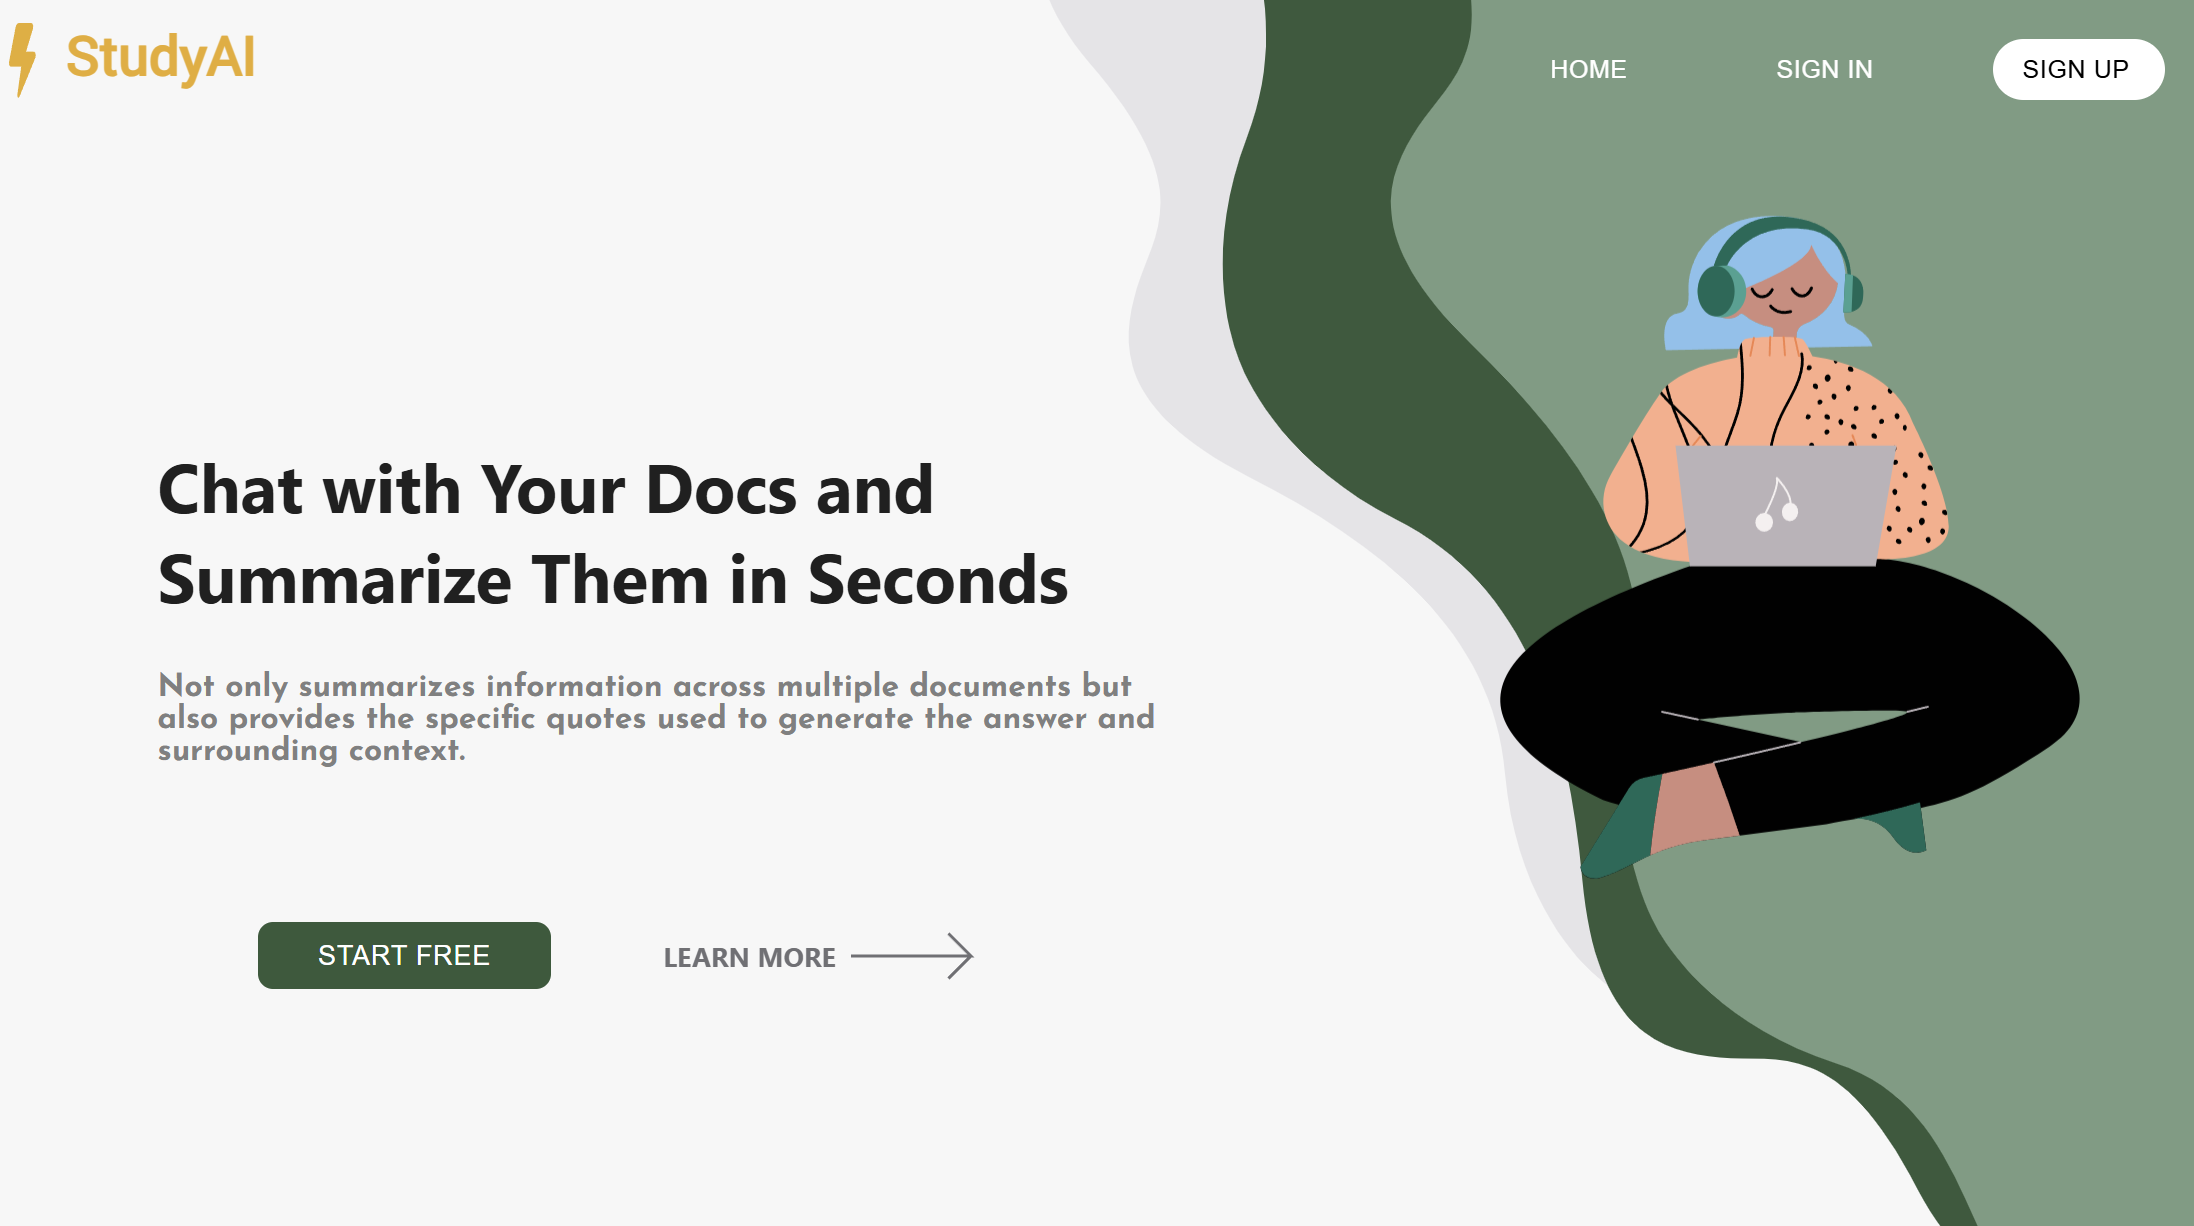 StudyAI
HOME
SIGN IN
SIGN UP
Chat with Your Docs and
Summarize Them in Seconds
Not only summarizes information across multiple documents but
also provides the specific quotes used to generate the answer and
surrounding context.
START FREE
LEARN MORE